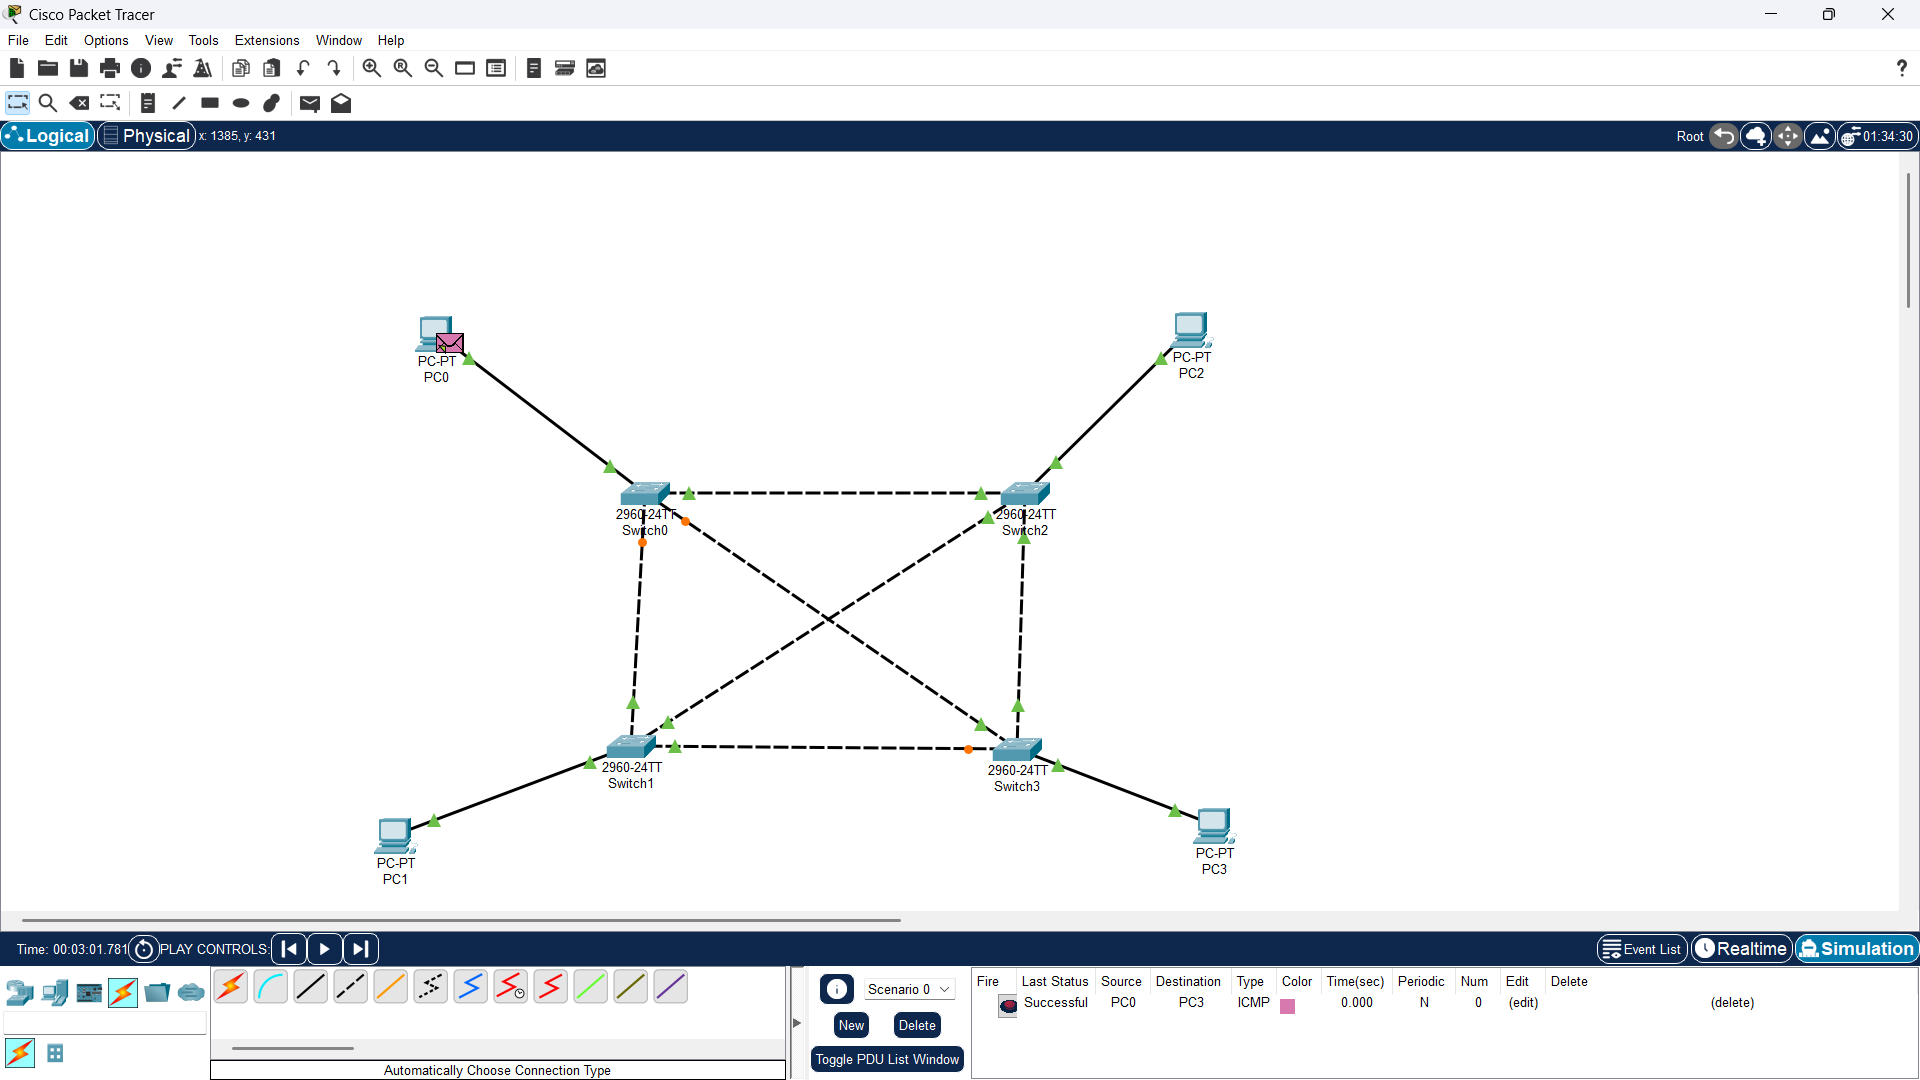 Cisco Packet Tracer
File Edit Options View Tools Extensions Window Help
?
Logical Physical x: 1385, y: 431 Root 01:34:30
PC-PT
PC0
PC-PT
PC2
2960-24TT
Switch0
2960-24TT
Switch2
2960-24TT
Switch1
2960-24TT
Switch3
PC-PT
PC1
PC-PT
PC3
Time: 00:03:01.781 PLAY CONTROLS: Event List Realtime Simulation
Scenario 0
New Delete
Toggle PDU List Window
Fire Last Status Source Destination Type Color Time(sec) Periodic Num Edit Delete
Successful PC0 PC3 ICMP 0.000 N 0 (edit) (delete)
Automatically Choose Connection Type